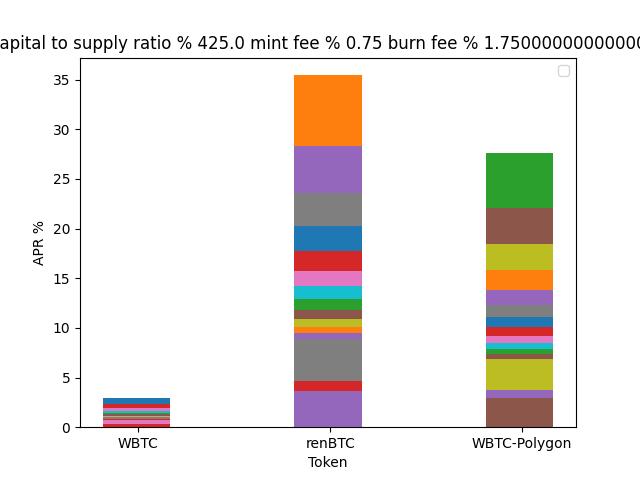 apital to supply ratio % 425.0 mint fee % 0.75 burn fee % 1.75000000000000
35
30
25
20
15
10
5
0
APR %
WBTC
renBTC
WBTC-Polygon
Token